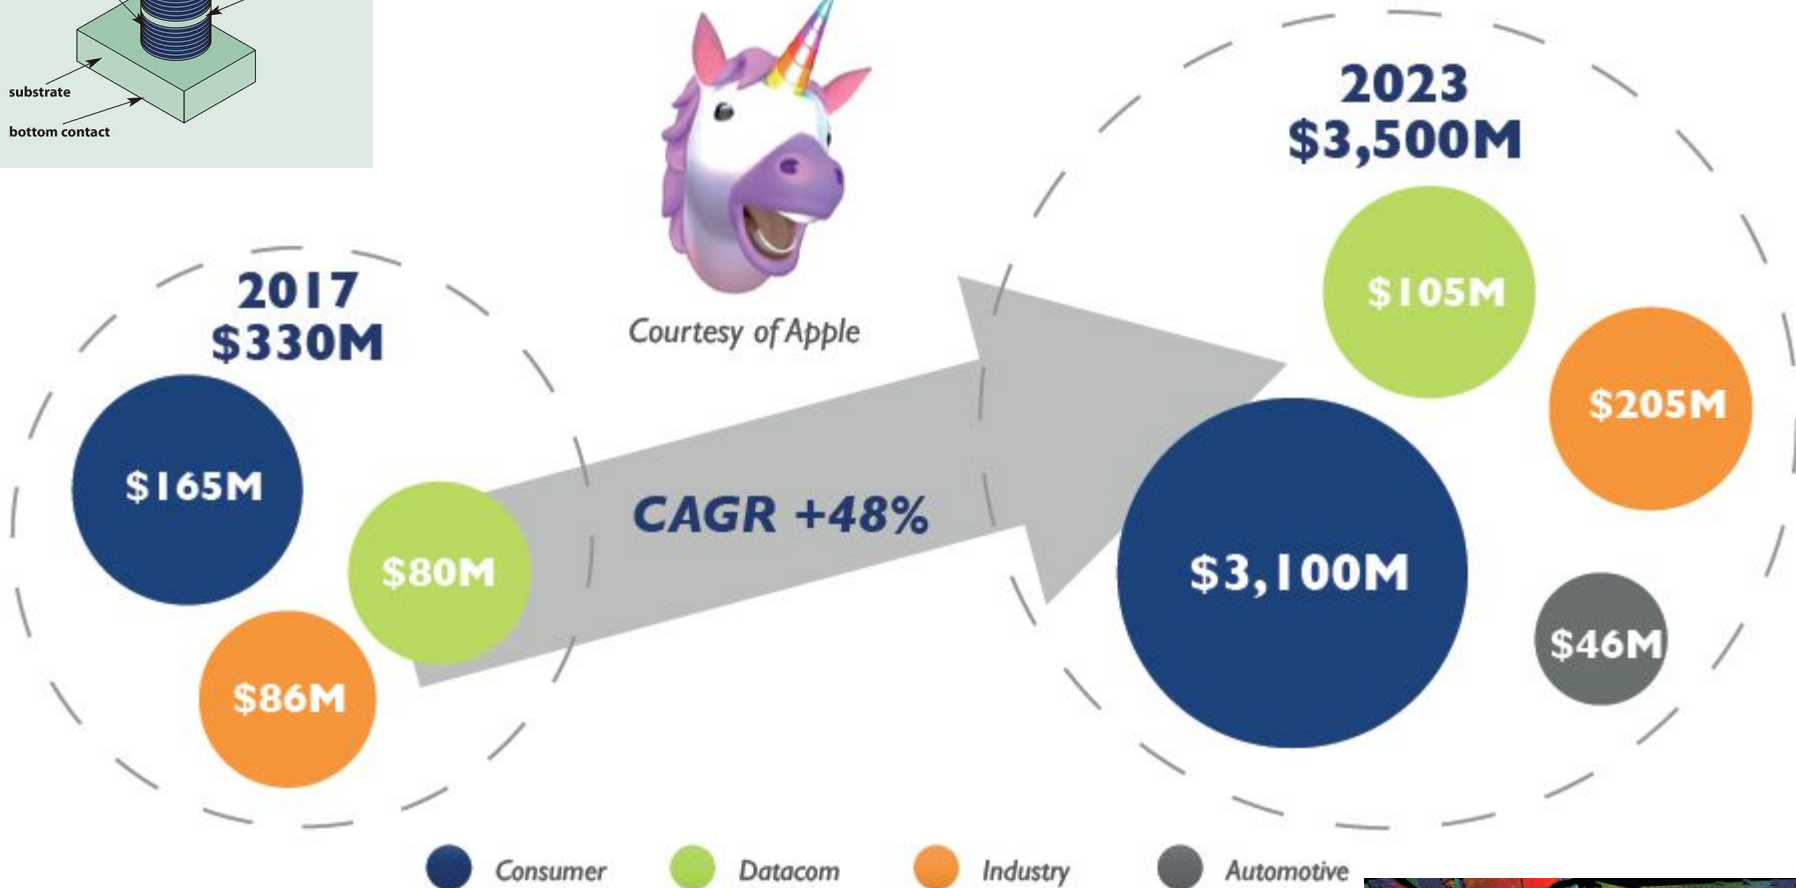 substrate
bottom contact
2017
$330M
$165M
$80M
$86M
Courtesy of Apple
CAGR +48%
2023
$3,500M
$105M
$205M
$3,100M
$46M
Consumer
Datacom
Industry
Automotive